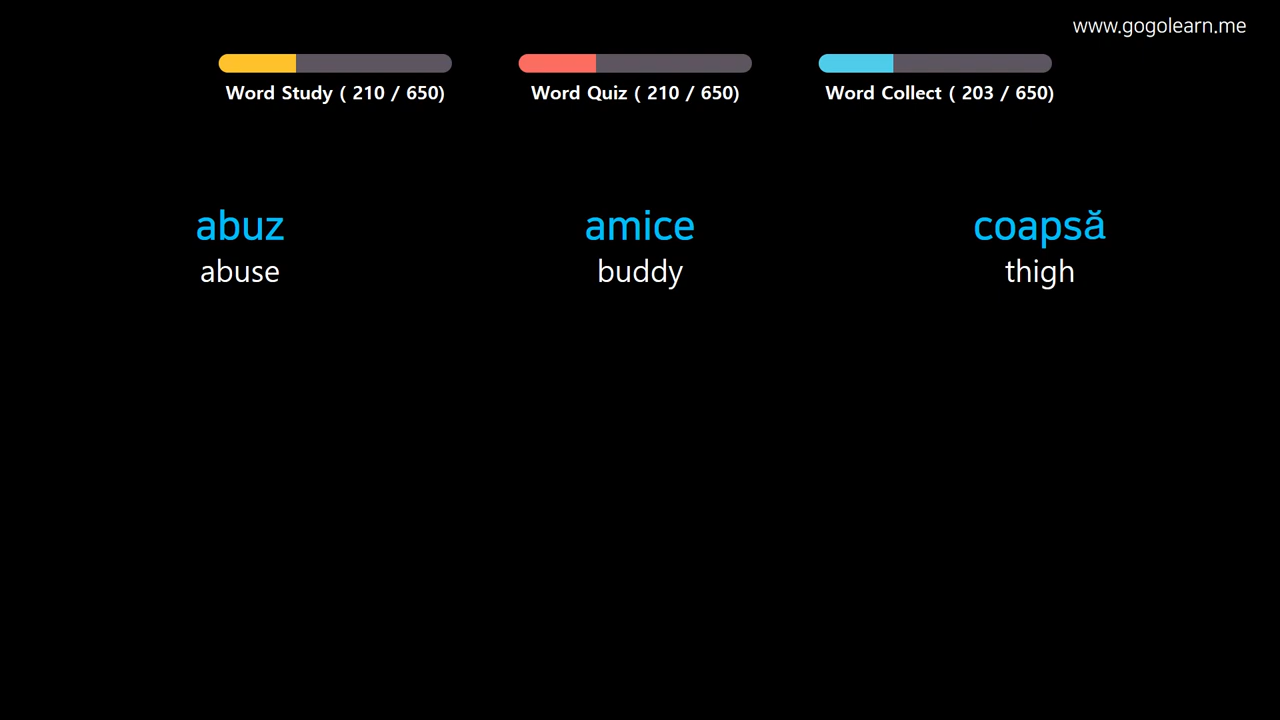 www.gogolearn.me
Word Study ( 210 / 650)
Word Quiz ( 210 / 650)
Word Collect ( 203 / 650)
abuz
abuse
amice
buddy
coapsă
thigh